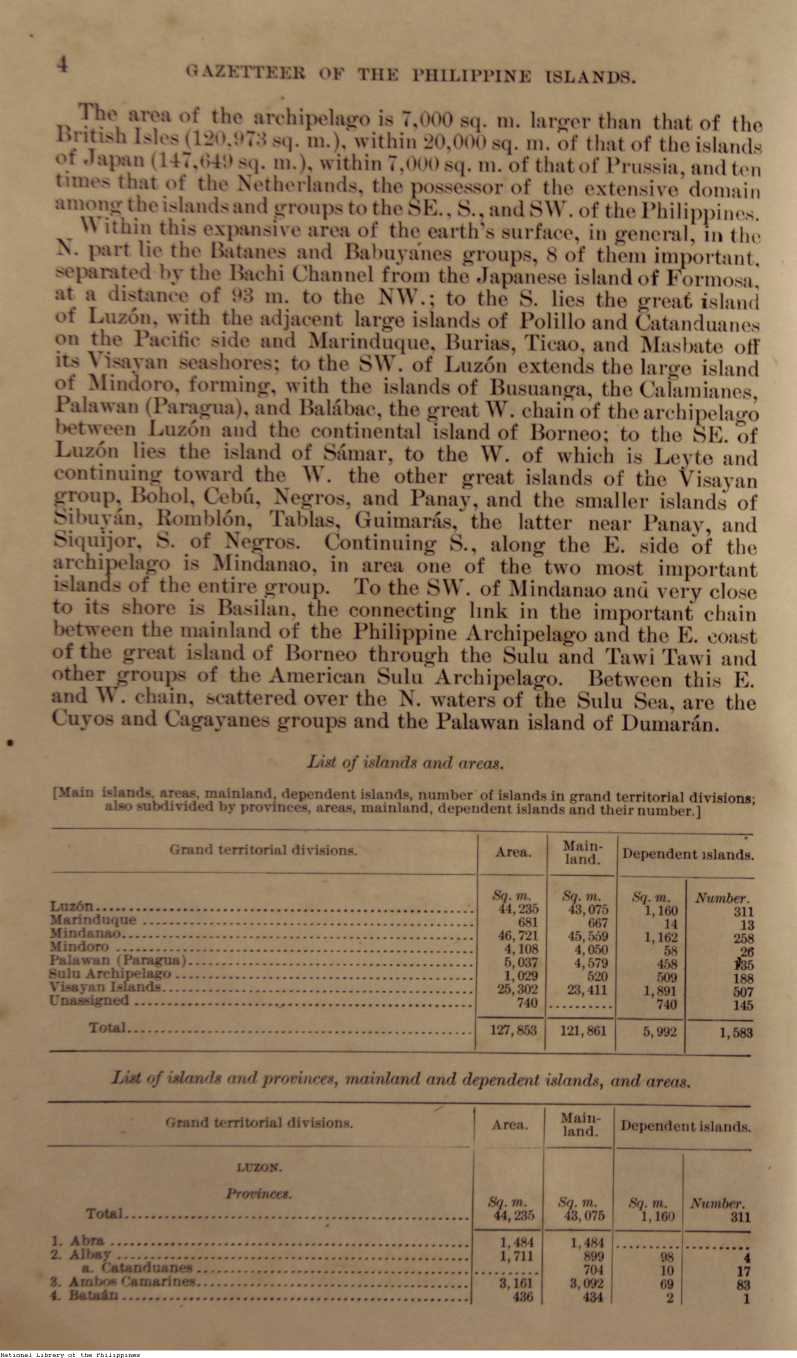 4
GAZETTEER OF THE PHILIPPINE ISLANDS.
The area of the archipelago is 7,000 sq. m. larger than that of the
British Isles (120,973 sq. m.), within 20,000 sq. m. of that of the islands
of Japan (147,649 sq. m.), within 7,000 sq. m. of that of Prussia, and ten
times that of the Netherlands, the possessor of the extensive domain
among the islands and groups to the SE., S., and SW. of the Philippines.
Within this expansive area of the earth's surface, in general, in the
N. part lie the Batanes and Babuyánes groups, 8 of them important,
separated by the Bachi Channel from the Japanese island of Formosa,
at a distance of 93 m. to the NW.; to the S. lies the great island
of Luzón, with the adjacent large islands of Polillo and Catanduanes
on the Pacific side and Marinduque, Burias, Ticao, and Masbate off
its Visayan seashores; to the SW. of Luzón extends the large island
of Mindoro, forming, with the islands of Busuanga, the Calamianes,
Palawan (Paragua), and Balábac, the great W. chain of the archipelago
between Luzón and the continental island of Borneo; to the SE. of
Luzón lies the island of Sámar, to the W. of which is Leyte and
continuing toward the W. the other great islands of the Visayan
group, Bohol, Cebú, Negros, and Panay, and the smaller islands of
Sibuyán, Romblón, Tablas, Guimarás, the latter near Panay, and
Siquijor, S. of Negros. Continuing S., along the E. side of the
archipelago is Mindanao, in area one of the two most important
islands of the entire group. To the SW. of Mindanao and very close
to its shore is Basilan, the connecting link in the important chain
between the mainland of the Philippine Archipelago and the E. coast
of the great island of Borneo through the Sulu and Tawi Tawi and
other groups of the American Sulu Archipelago. Between this E.
and W. chain, scattered over the N. waters of the Sulu Sea, are the
Cuyos and Cagayanes groups and the Palawan island of Dumarán.
List of islands and areas.
[Main islands, areas, mainland, dependent islands, number of islands in grand territorial divisions;
also subdivided by provinces, areas, mainland, dependent islands and their number.]
Grand territorial divisions. Area. Main-land. Dependent islands.
Sq. m. Sq. m. Sq. m. Number.
Luzón 44,235 43,075 1,160 311
Marinduque 681 667 14 13
Mindanao 46,721 45,559 1,162 258
Mindoro 4,108 4,050 58 26
Palawan (Paragua) 5,037 4,579 458 135
Sulu Archipelago 1,029 520 509 188
Visayan Islands 25,302 23,411 1,891 507
Unassigned 740 .......... 740 145
Total 127,853 121,861 5,992 1,583
List of islands and provinces, mainland and dependent islands, and areas.
Grand territorial divisions. Area. Main-land. Dependent islands.
LUZON.
Provinces.
Sq. m. Sq. m. Sq. m. Number.
Total 44,235 43,075 1,160 311
1. Abra 1,484 1,484 .......... ..........
2. Albay 1,711 899 98 4
a. Catanduanes .......... 704 10 17
3. Ambos Camarines 3,161 3,092 69 83
4. Bataán 436 434 2 1
National Library of the Philippines